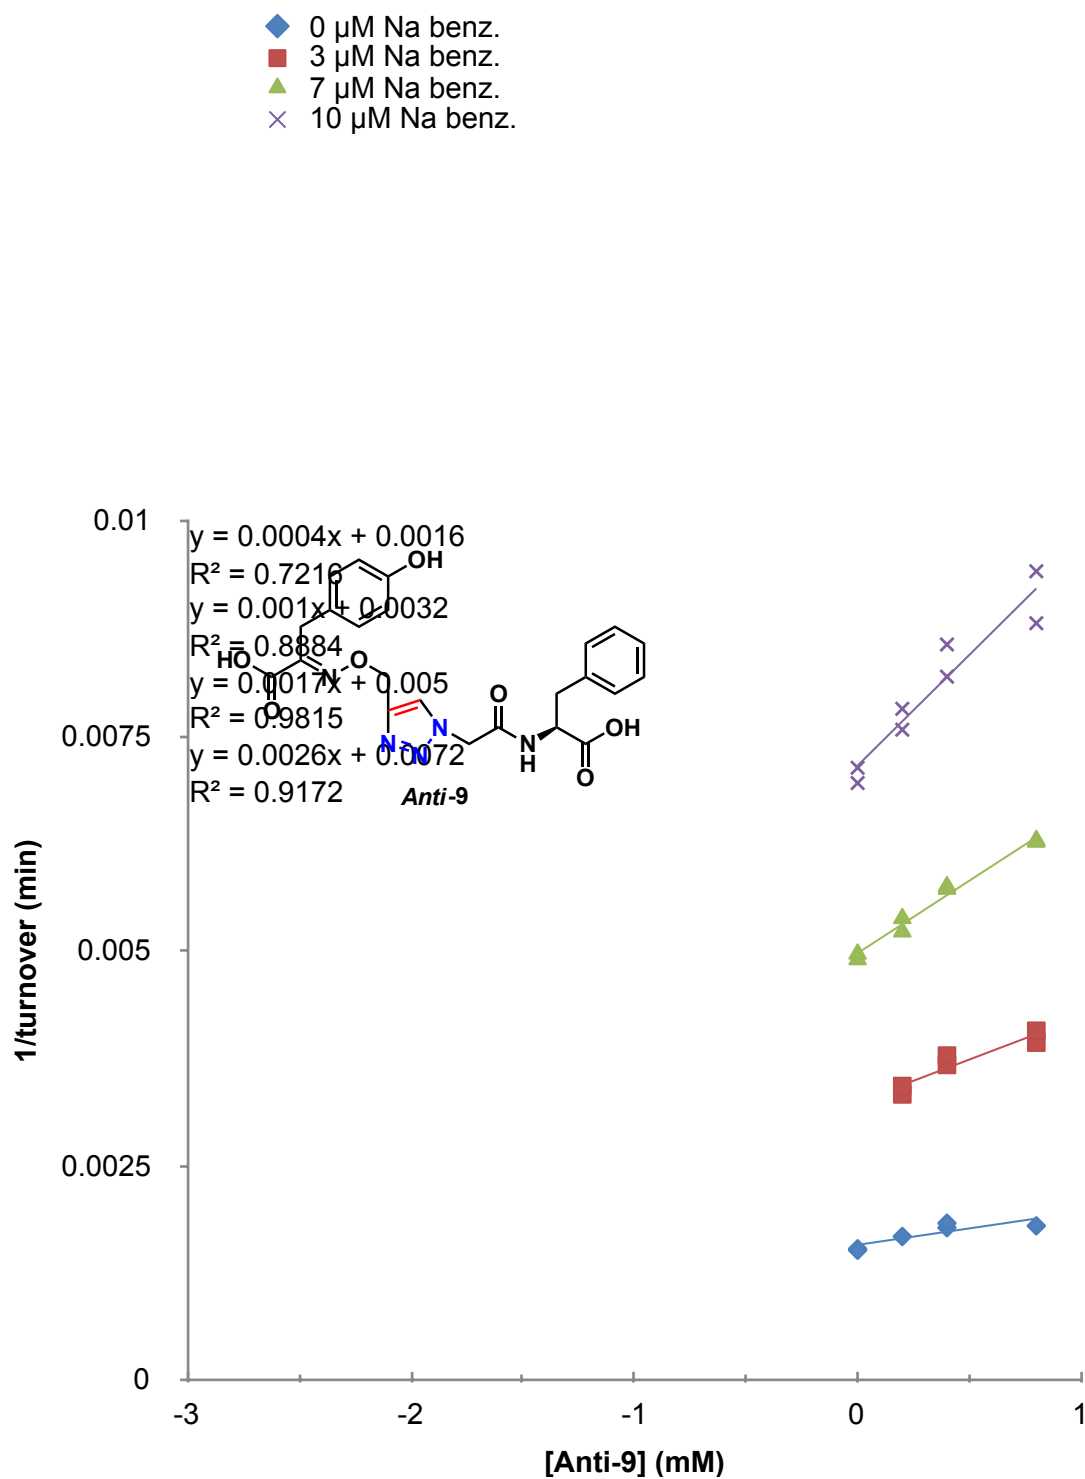 0 µM Na benz.
3 µM Na benz.
7 µM Na benz.
10 µM Na benz.
0.01
y = 0.0004x + 0.0016
R² = 0.7216
OH
y = 0.001x + 0.0032
R² = 0.8884
HO
O
N
O
y = 0.0017x + 0.005
R² = 0.9815
O
N
O
OH
0.0075
y = 0.0026x + 0.0072
N
N
N
H
O
R² = 0.9172
Anti-9
1/turnover (min)
0.005
0.0025
0
-3
-2
-1
0
1
[Anti-9] (mM)